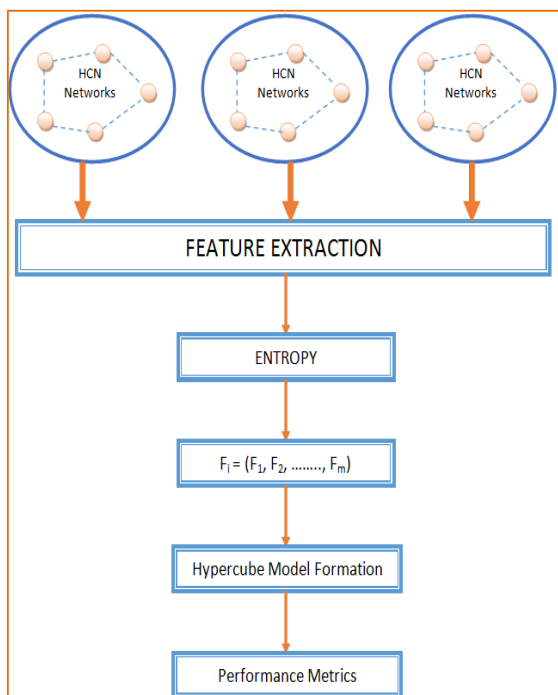 HCN
Networks
HCN
Networks
HCN
Networks
FEATURE EXTRACTION
ENTROPY
Fi = (F1, F2, ........, Fm)
Hypercube Model Formation
Performance Metrics